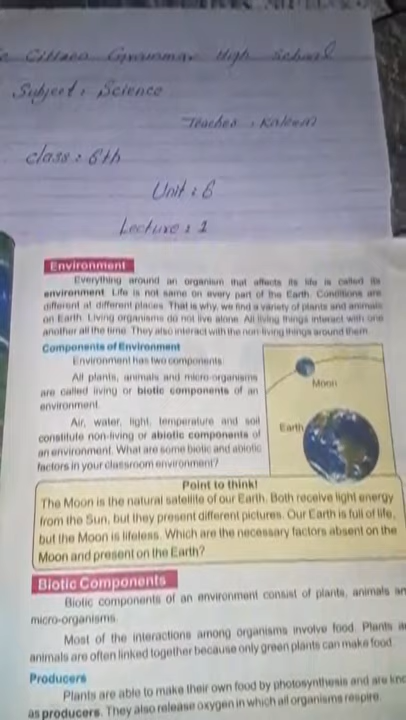 Grammar High School
Subject: Science
Teacher: Kaleem
Class: 6th
Unit: 6
Lecture: 1
Environment
Everything around an organism that affects its life is called its
environment. Life is not same on every part of the Earth. Conditions are
different at different places. That is why, we find a variety of plants and animals
on Earth. Living organisms do not live alone. All living things interact with one
another all the time. They also interact with the non-living things around them.
Components of Environment
Environment has two components:
All plants, animals and micro-organisms
are called living or biotic components of an
environment.
Air, water, light, temperature and soil
constitute non-living or abiotic components of
an environment. What are some biotic and abiotic
factors in your classroom environment?
Moon
Earth
Point to think!
The Moon is the natural satellite of our Earth. Both receive light energy
from the Sun, but they present different pictures. Our Earth is full of life,
but the Moon is lifeless. Which are the necessary factors absent on the
Moon and present on the Earth?
Biotic Components
Biotic components of an environment consist of plants, animals an
micro-organisms.
Most of the interactions among organisms involve food. Plants a
animals are often linked together because only green plants can make food.
Producers
Plants are able to make their own food by photosynthesis and are kno
as producers. They also release oxygen in which all organisms respire.